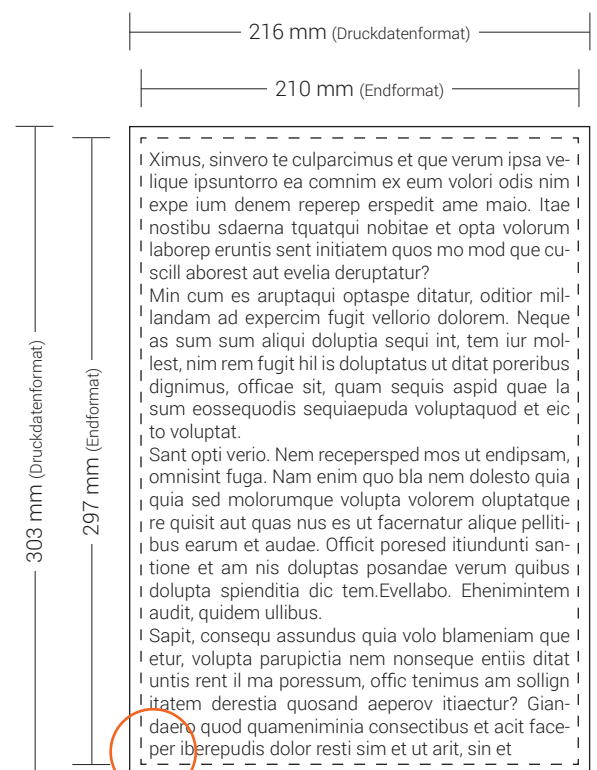 216 mm (Druckdatenformat)
210 mm (Endformat)
303 mm (Druckdatenformat)
297 mm (Endformat)
Ximus, sinvero te culparcimus et que verum ipsa ve-
lique ipsuntorro ea comnim ex eum volori odis nim
expe ium denem reperep erspedit ame maio. Itae
nostibu sdaerna tquatqui nobitae et opta volorum
laborep eruntis sent initiatem quos mo mod que cu-
scill aborest aut evelia deruptatur?
Min cum es aruptaqui optaspe ditatur, oditior mil-
landam ad expercim fugit vellorio dolorem. Neque
as sum sum aliqui doluptia sequi int, tem iur mol-
lest, nim rem fugit hil is doluptatus ut ditat poreribus
dignimus, officae sit, quam sequis aspid quae la
sum eossequodis sequiaepuda voluptaquod et eic
to voluptat.
Sant opti verio. Nem recepersped mos ut endipsam,
omnisint fuga. Nam enim quo bla nem dolesto quia
quia sed molorumque volupta volorem oluptatque
re quisit aut quas nus es ut facernatur alique pelliti-
bus earum et audae. Officit poresed itiundunti san-
tione et am nis doluptas posandae verum quibus
dolupta spienditia dic tem.Evellabo. Ehenimintem
audit, quidem ullibus.
Sapit, consequ assundus quia volo blameniam que
etur, volupta parupictia nem nonseque entiis ditat
untis rent il ma poressum, offic tenimus am sollign
itatem derestia quosand aeperov itiaectur? Gian-
daero quod quameniminia consectibus et acit face-
per iberepudis dolor resti sim et ut arit, sin et